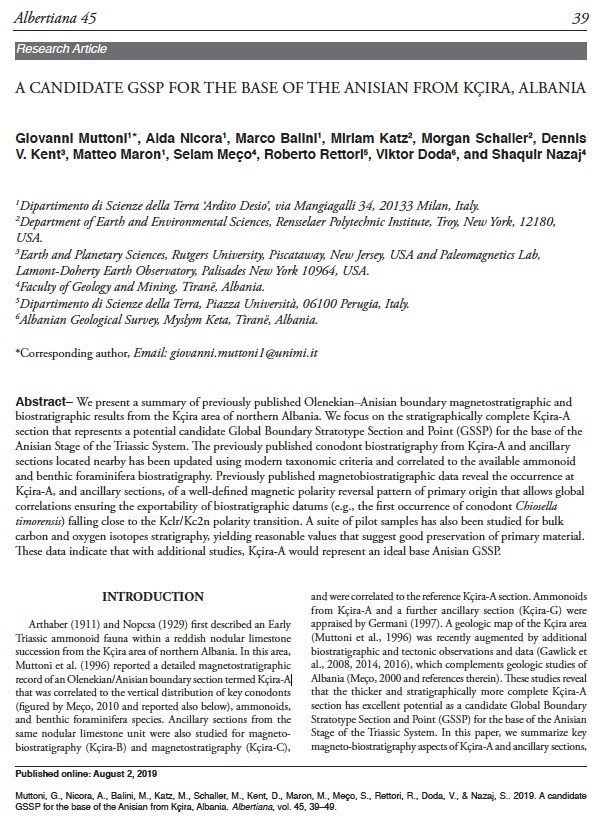 Albertiana 45 39
Research Article
A CANDIDATE GSSP FOR THE BASE OF THE ANISIAN FROM KÇIRA, ALBANIA
Giovanni Muttoni¹*, Alda Nicora¹, Marco Balini¹, Miriam Katz², Morgan Schaller², Dennis
V. Kent³, Matteo Maron¹, Selam Meço⁴, Roberto Rettori⁵, Viktor Doda⁶, and Shaquir Nazaj⁴
¹Dipartimento di Scienze della Terra ‘Ardito Desio’, via Mangiagalli 34, 20133 Milan, Italy.
²Department of Earth and Environmental Sciences, Rensselaer Polytechnic Institute, Troy, New York, 12180,
USA.
³Earth and Planetary Sciences, Rutgers University, Piscataway, New Jersey, USA and Paleomagnetics Lab,
Lamont-Doherty Earth Observatory, Palisades New York 10964, USA.
⁴Faculty of Geology and Mining, Tiranë, Albania.
⁵Dipartimento di Scienze della Terra, Piazza Università, 06100 Perugia, Italy.
⁶Albanian Geological Survey, Myslym Keta, Tiranë, Albania.
*Corresponding author, Email: giovanni.muttoni1@unimi.it
Abstract– We present a summary of previously published Olenekian–Anisian boundary magnetostratigraphic and
biostratigraphic results from the Kçira area of northern Albania. We focus on the stratigraphically complete Kçira-A
section that represents a potential candidate Global Boundary Stratotype Section and Point (GSSP) for the base of the
Anisian Stage of the Triassic System. The previously published conodont biostratigraphy from Kçira-A and ancillary
sections located nearby has been updated using modern taxonomic criteria and correlated to the available ammonoid
and benthic foraminifera biostratigraphy. Previously published magnetobiostratigraphic data reveal the occurrence at
Kçira-A, and ancillary sections, of a well-defined magnetic polarity reversal pattern of primary origin that allows global
correlations ensuring the exportability of biostratigraphic datums (e.g., the first occurrence of conodont Chiosella
timorensis) falling close to the Kclr/Kc2n polarity transition. A suite of pilot samples has also been studied for bulk
carbon and oxygen isotopes stratigraphy, yielding reasonable values that suggest good preservation of primary material.
These data indicate that with additional studies, Kçira-A would represent an ideal base Anisian GSSP.
INTRODUCTION
Arthaber (1911) and Nopcsa (1929) first described an Early
Triassic ammonoid fauna within a reddish nodular limestone
succession from the Kçira area of northern Albania. In this area,
Muttoni et al. (1996) reported a detailed magnetostratigraphic
record of an Olenekian/Anisian boundary section termed Kçira-A
that was correlated to the vertical distribution of key conodonts
(figured by Meço, 2010 and reported also below), ammonoids,
and benthic foraminifera species. Ancillary sections from the
same nodular limestone unit were also studied for magneto-
biostratigraphy (Kçira-B) and magnetostratigraphy (Kçira-C),
and were correlated to the reference Kçira-A section. Ammonoids
from Kçira-A and a further ancillary section (Kçira-G) were
appraised by Germani (1997). A geologic map of the Kçira area
(Muttoni et al., 1996) was recently augmented by additional
biostratigraphic and tectonic observations and data (Gawlick et
al., 2008, 2014, 2016), which complements geologic studies of
Albania (Meço, 2000 and references therein). These studies reveal
that the thicker and stratigraphically more complete Kçira-A
section has excellent potential as a candidate Global Boundary
Stratotype Section and Point (GSSP) for the base of the Anisian
Stage of the Triassic System. In this paper, we summarize key
magneto-biostratigraphy aspects of Kçira-A and ancillary sections,
Published online: August 2, 2019
Muttoni, G., Nicora, A., Balini, M., Katz, M., Schaller, M., Kent, D., Maron, M., Meço, S., Rettori, R., Doda, V., & Nazaj, S.. 2019. A candidate
GSSP for the base of the Anisian from Kçira, Albania. Albertiana, vol. 45, 39–49.